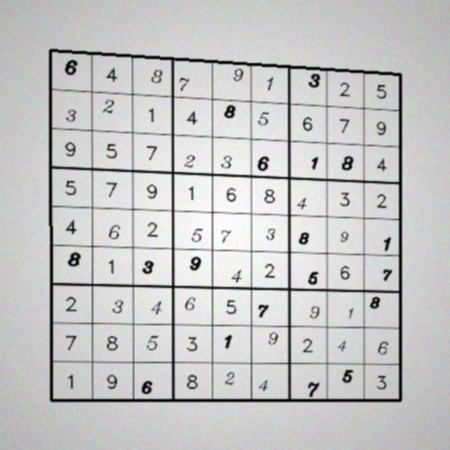 6 4 8 7 9 1 3 2 5
3 2 1 4 8 5 6 7 9
9 5 7 2 3 6 1 8 4
5 7 9 1 6 8 4 3 2
4 6 2 5 7 3 8 9 1
8 1 3 9 4 2 5 6 7
2 3 4 6 5 7 9 1 8
7 8 5 3 1 9 2 4 6
1 9 6 8 2 4 7 5 3